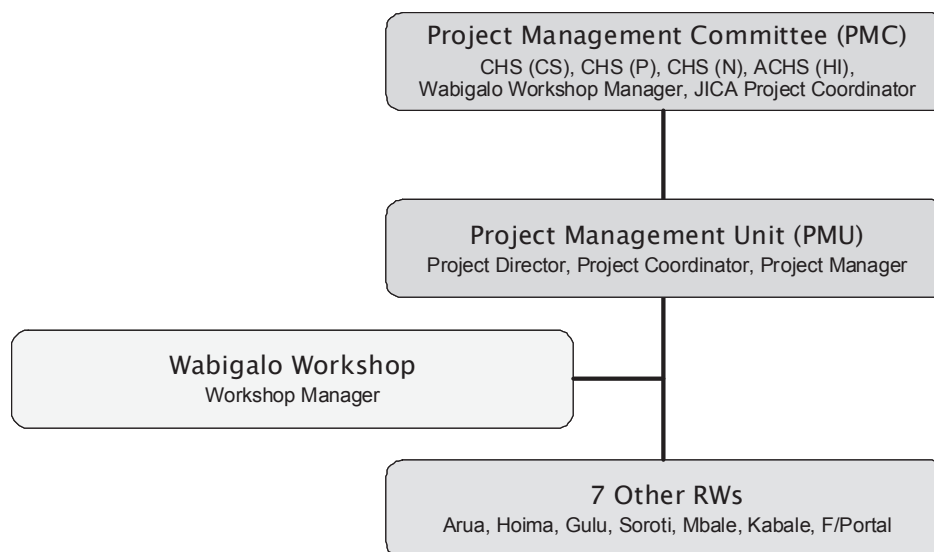 Project Management Committee (PMC)
CHS (CS), CHS (P), CHS (N), ACHS (HI),
Wabigalo Workshop Manager, JICA Project Coordinator
Project Management Unit (PMU)
Project Director, Project Coordinator, Project Manager
Wabigalo Workshop
Workshop Manager
7 Other RWs
Arua, Hoima, Gulu, Soroti, Mbale, Kabale, F/Portal